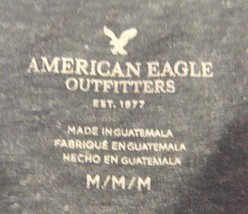 AMERICAN EAGLE
OUTFITTERS
EST. 1977
MADE IN GUATEMALA
FABRIQUÉ EN GUATEMALA
HECHO EN GUATEMALA
M/M/M